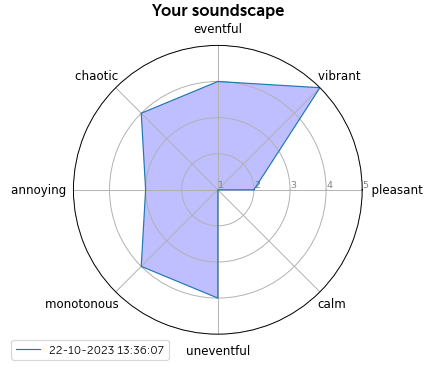 Your soundscape
eventful
chaotic
vibrant
annoying
1 2 3 4 5
pleasant
monotonous
calm
uneventful
22-10-2023 13:36:07